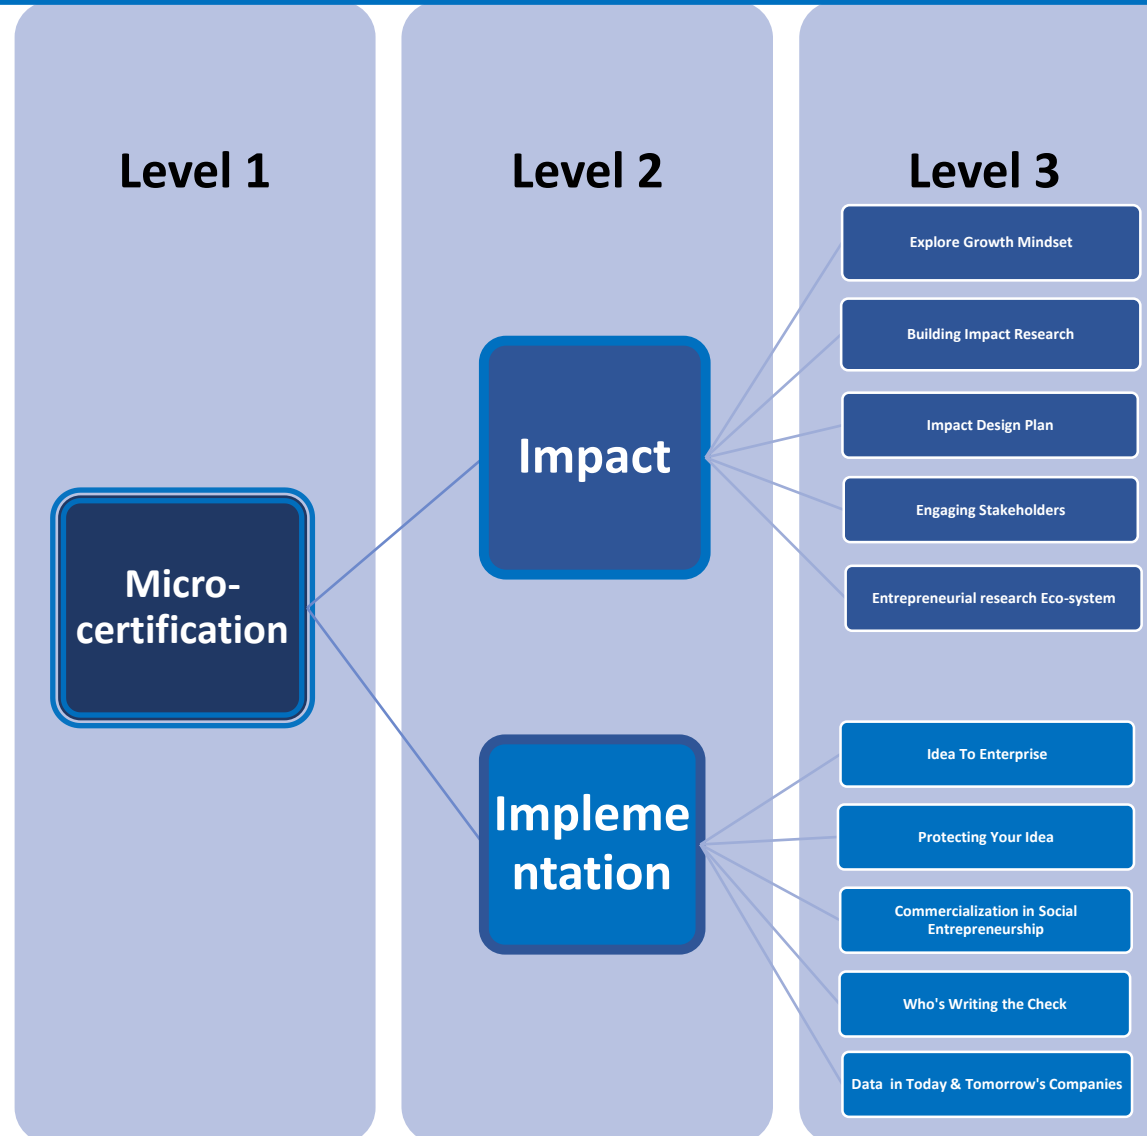 Level 1
Level 2
Level 3
Micro-
certification
Impact
Impleme
ntation
Explore Growth Mindset
Building Impact Research
Impact Design Plan
Engaging Stakeholders
Entrepreneurial research Eco-system
Idea To Enterprise
Protecting Your Idea
Commercialization in Social
Entrepreneurship
Who's Writing the Check
Data  in Today & Tomorrow's Companies